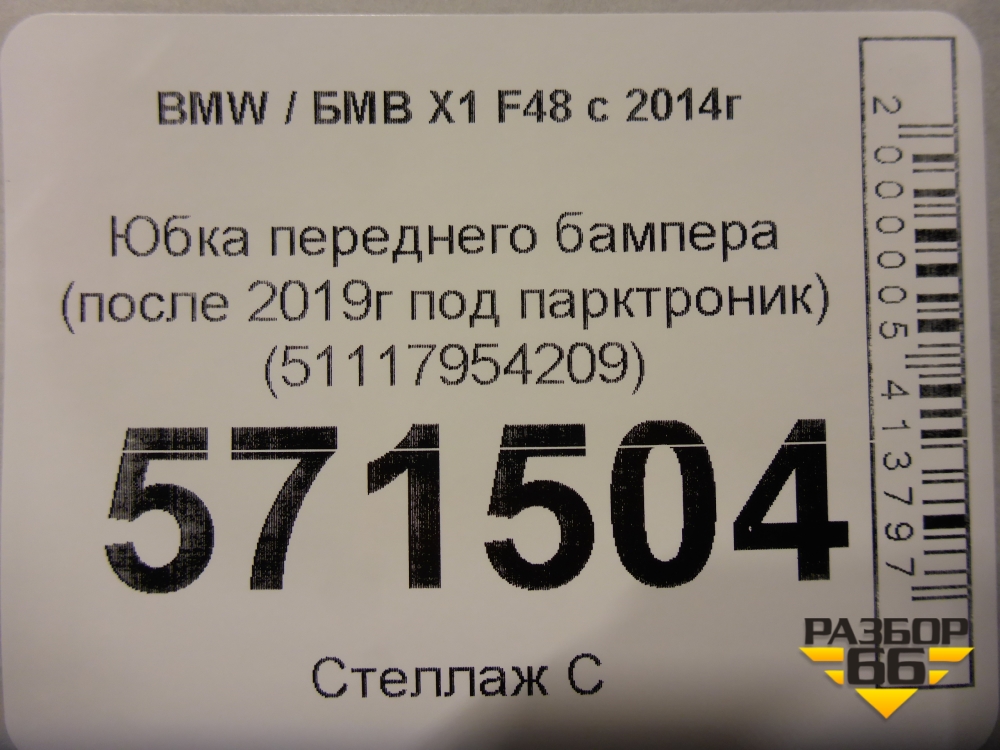 BMW / БМВ X1 F48 с 2014г
Юбка переднего бампера
(после 2019г под парктроник)
(51117954209)
571504
Стеллаж С
2000005413797
РАЗБОР
66